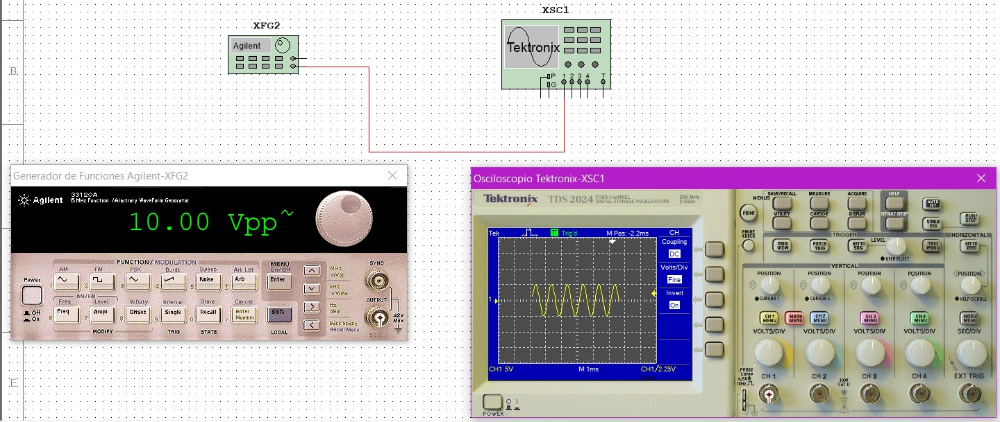 XFG2
Agilent
XSC1
Tektronix
P 1 2 3 4 T
G
B
E
Generador de Funciones Agilent-XFG2
Agilent 33120A
15 MHz Function / Arbitrary WaveForm Generator
10.00 Vpp~
FUNCTION / MODULATION
AM FM FSK Burst Sweep Arb List
1 2 3 4 5 Noise ± Arb
AM/FM
Freq Level % Duty Internal Store Cancel
6 Freq 7 Ampl 8 Offset 9 Single 0 Recall . Enter Number
MODIFY TRIG STATE
Power
Off
On
MENU
On/Off
Enter
Shift
LOCAL
MHz
mVpp
kHz
mVrms
Hz
dBm
Back Space
Recall Menu
SYNC
OUTPUT
42V
Max
50Ω
Osciloscopio Tektronix-XSC1
Tektronix TDS 2024 FOUR CHANNEL
DIGITAL STORAGE OSCILLOSCOPE
200 MHz
2 GS/s
Tek T Trig'd M Pos: -2.2ms CH
Coupling
DC
Volts/Div
Fine
Invert
On
1
CH1 5V M 1ms CH1/2.25V
POWER
PRINT
PROBE
CHECK
MENUS
SAVE/RECALL MEASURE ACQUIRE HELP
UTILITY CURSOR DISPLAY DEFAULT SETUP
AUTO
SET
SINGLE
SEQ
RUN/
STOP
TRIGGER
TRIG
VIEW
FORCE
TRIG
SET TO
50%
LEVEL
USER SELECT
TRIG
MENU
HORIZONTAL
SET TO
ZERO
VERTICAL
POSITION POSITION POSITION POSITION POSITION
CURSOR1 CURSOR2 HELP SCROLL
CH 1
MENU
MATH
MENU
CH 2
MENU
CH 3
MENU
CH 4
MENU
HORIZ
MENU
VOLTS/DIV VOLTS/DIV VOLTS/DIV VOLTS/DIV SEC/DIV
PROBE
COMP
~5V
1kHz
CH 1 CH 2 300V
CAT II CH 3 CH 4 EXT TRIG